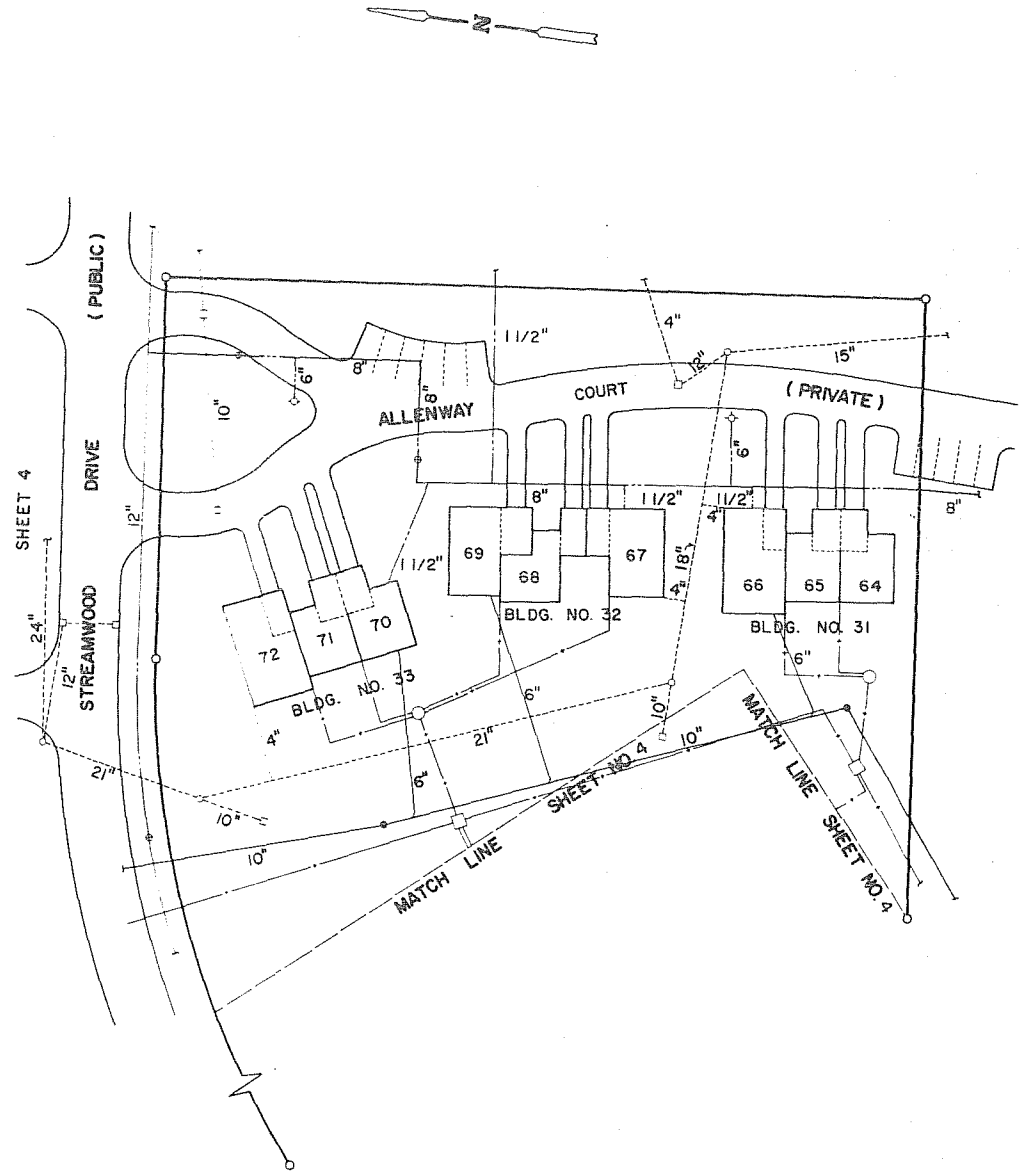 N
(PUBLIC)
DRIVE
STREAMWOOD
SHEET 4
12"
10"
6"
8"
8"
1 1/2"
4"
12"
15"
ALLENWAY
COURT
(PRIVATE)
6"
8"
1 1/2"
1 1/2"
4"
8"
1 1/2"
18"
4"
69
68
67
BLDG. NO. 32
66
65
64
BLDG. NO. 31
6"
72
71
70
BLDG. NO. 33
24"
12"
21"
4"
10"
10"
6"
21"
6"
10"
10"
MATCH LINE
SHEET NO. 4
MATCH LINE SHEET NO. 4